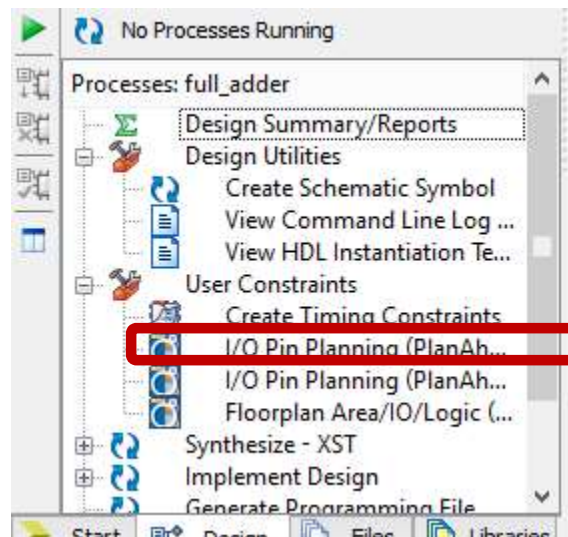 No Processes Running
Processes: full_adder
Design Summary/Reports
Design Utilities
Create Schematic Symbol
View Command Line Log ...
View HDL Instantiation Te...
User Constraints
Create Timing Constraints
I/O Pin Planning (PlanAh...
I/O Pin Planning (PlanAh...
Floorplan Area/IO/Logic (...
Synthesize - XST
Implement Design
Generate Programming File
Start Design Files Libraries